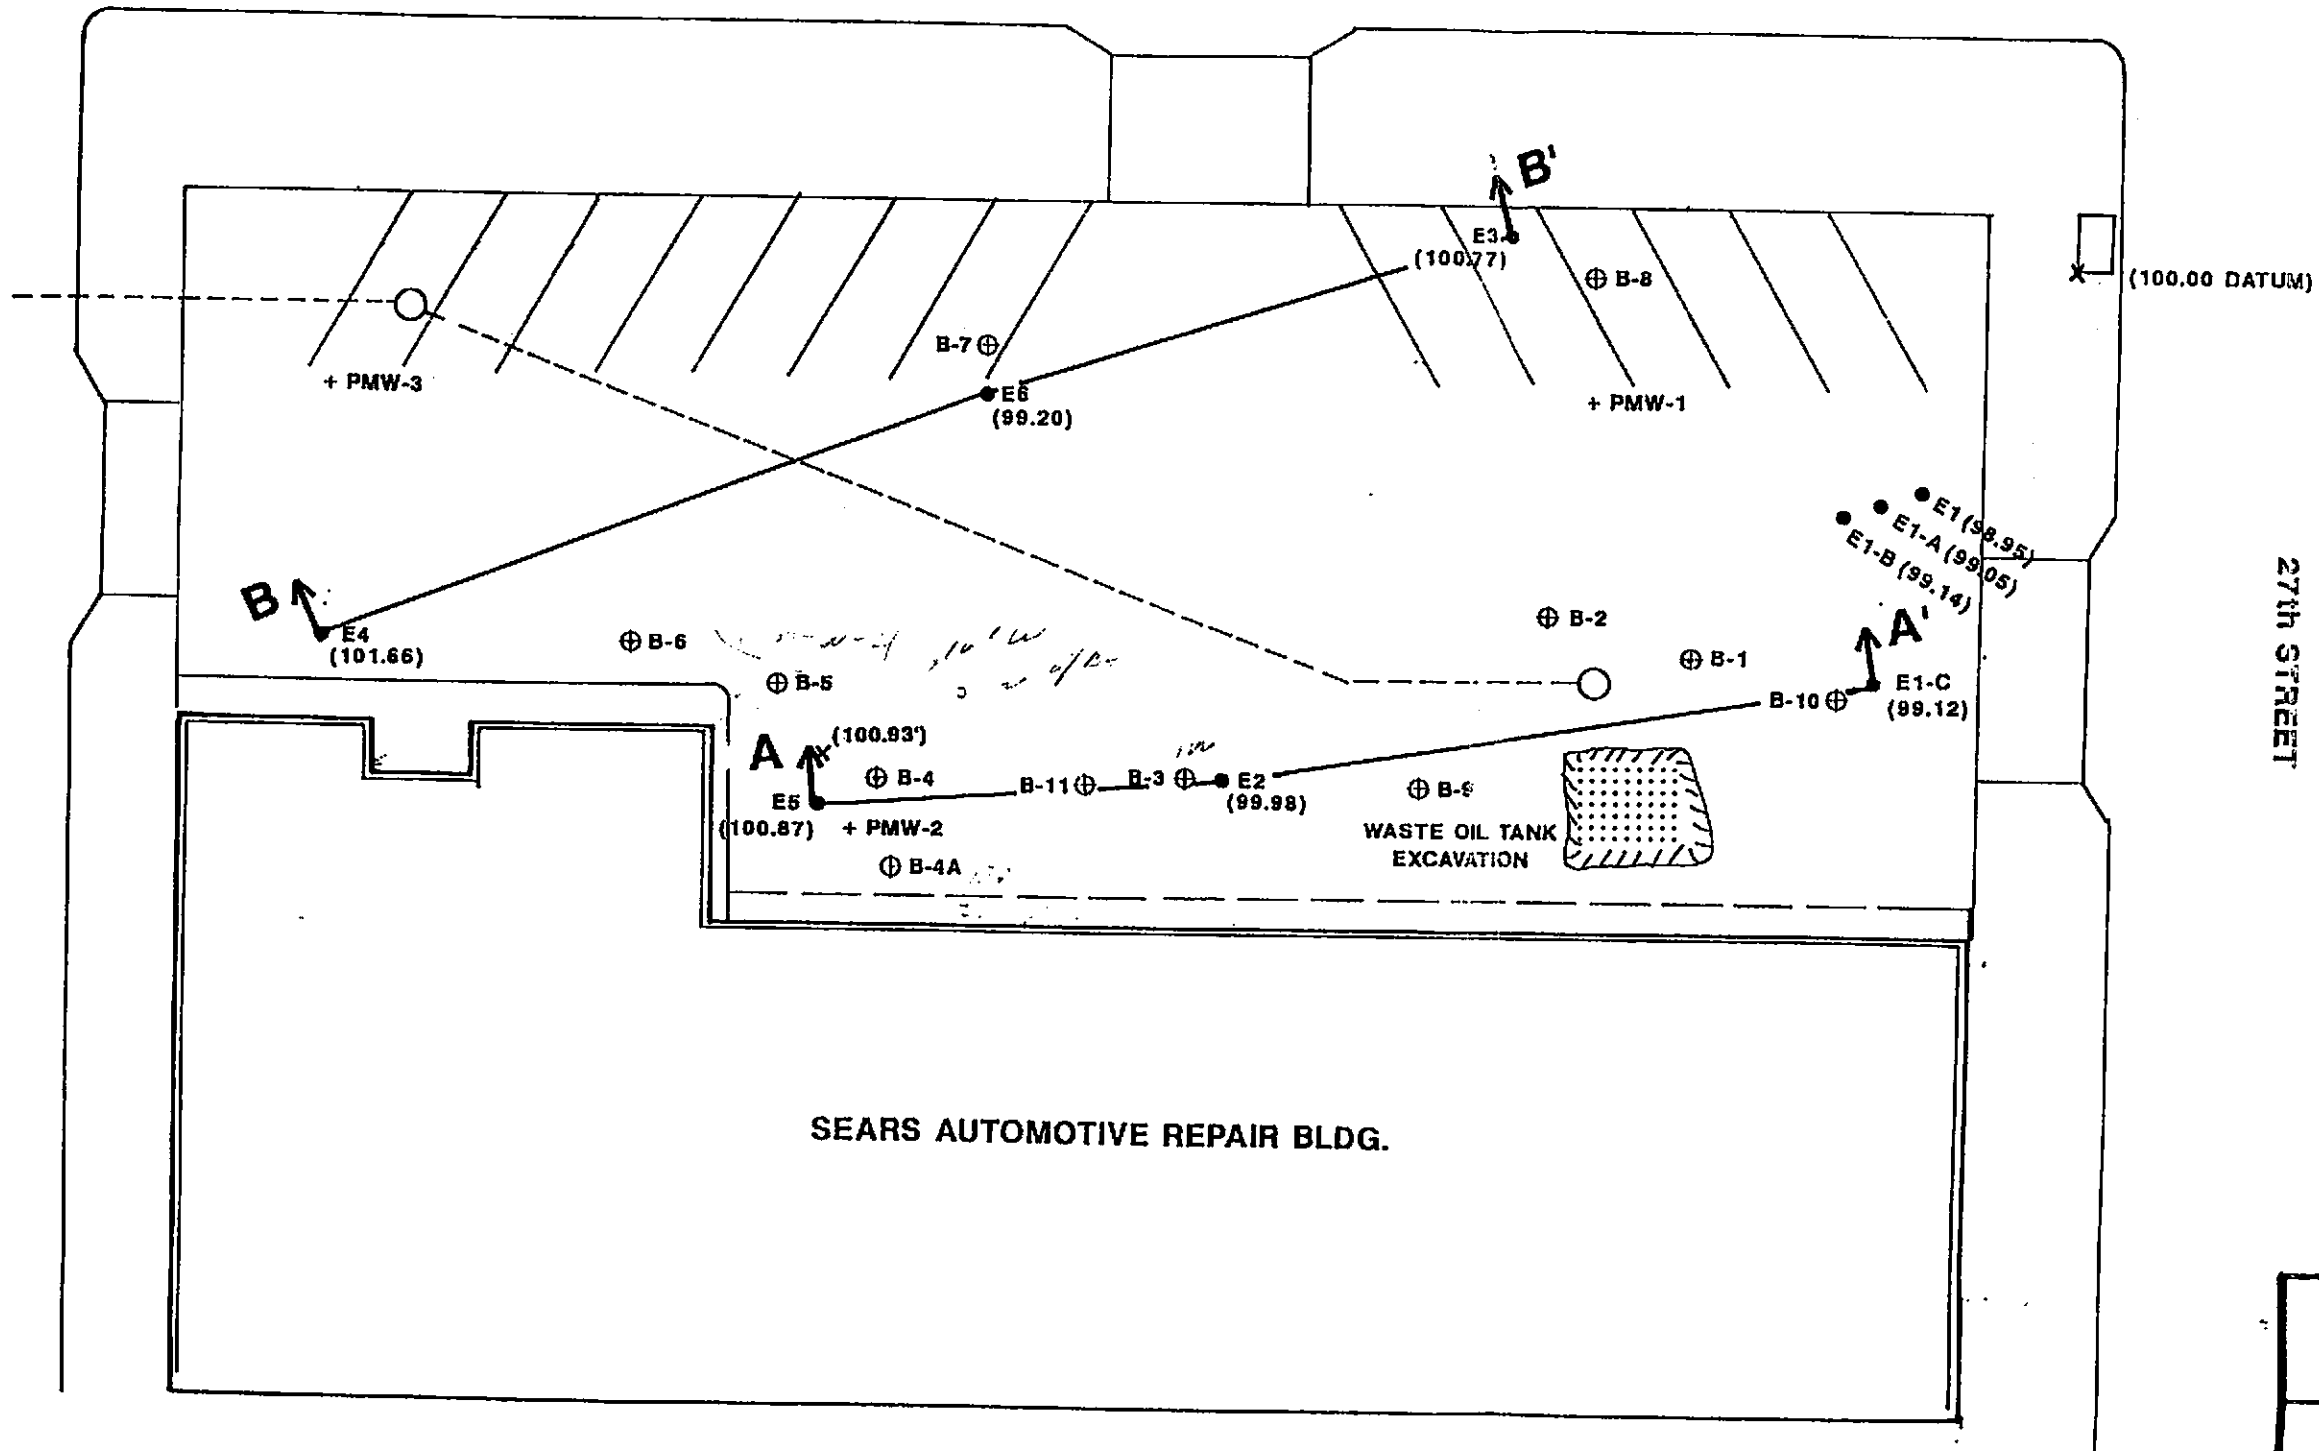 B'
E3
(100.77)
B-8
(100.00 DATUM)
B-7
+ PMW-3
E6
(99.20)
+ PMW-1
E1 (98.95)
E1-A (99.05)
E1-B (99.14)
27th STREET
B
E4
(101.66)
B-6
B-2
A'
B-1
B-5
E1-C
(99.12)
B-10
A
(100.93')
B-4
B-11
B-3
E2
(99.98)
B-9
E5
(100.87)
+ PMW-2
WASTE OIL TANK
EXCAVATION
B-4A
SEARS AUTOMOTIVE REPAIR BLDG.